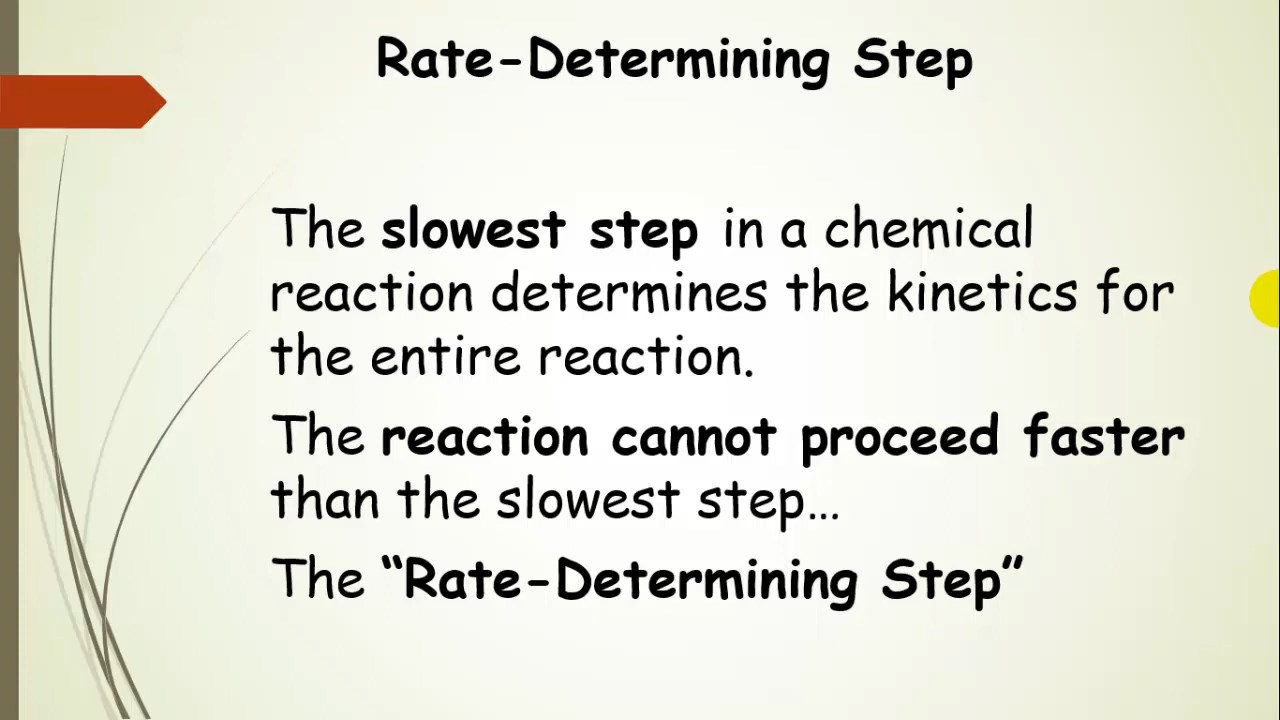 Rate-Determining Step
The slowest step in a chemical
reaction determines the kinetics for
the entire reaction.
The reaction cannot proceed faster
than the slowest step…
The “Rate-Determining Step”